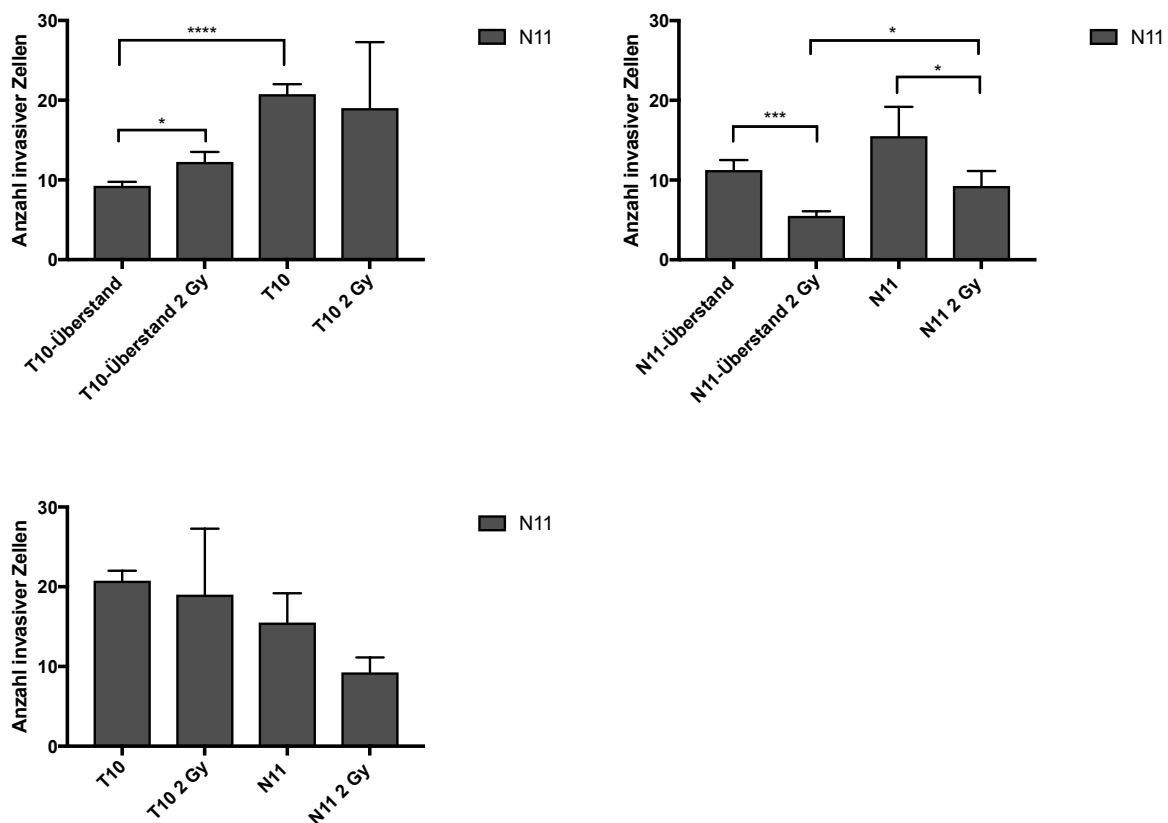 Anzahl invasiver Zellen
30
20
10
0
****
*
T10-Überstand
T10-Überstand 2 Gy
T10
T10 2 Gy
N11
Anzahl invasiver Zellen
30
20
10
0
*
*
***
N11-Überstand
N11-Überstand 2 Gy
N11
N11 2 Gy
N11
Anzahl invasiver Zellen
30
20
10
0
T10
T10 2 Gy
N11
N11 2 Gy
N11